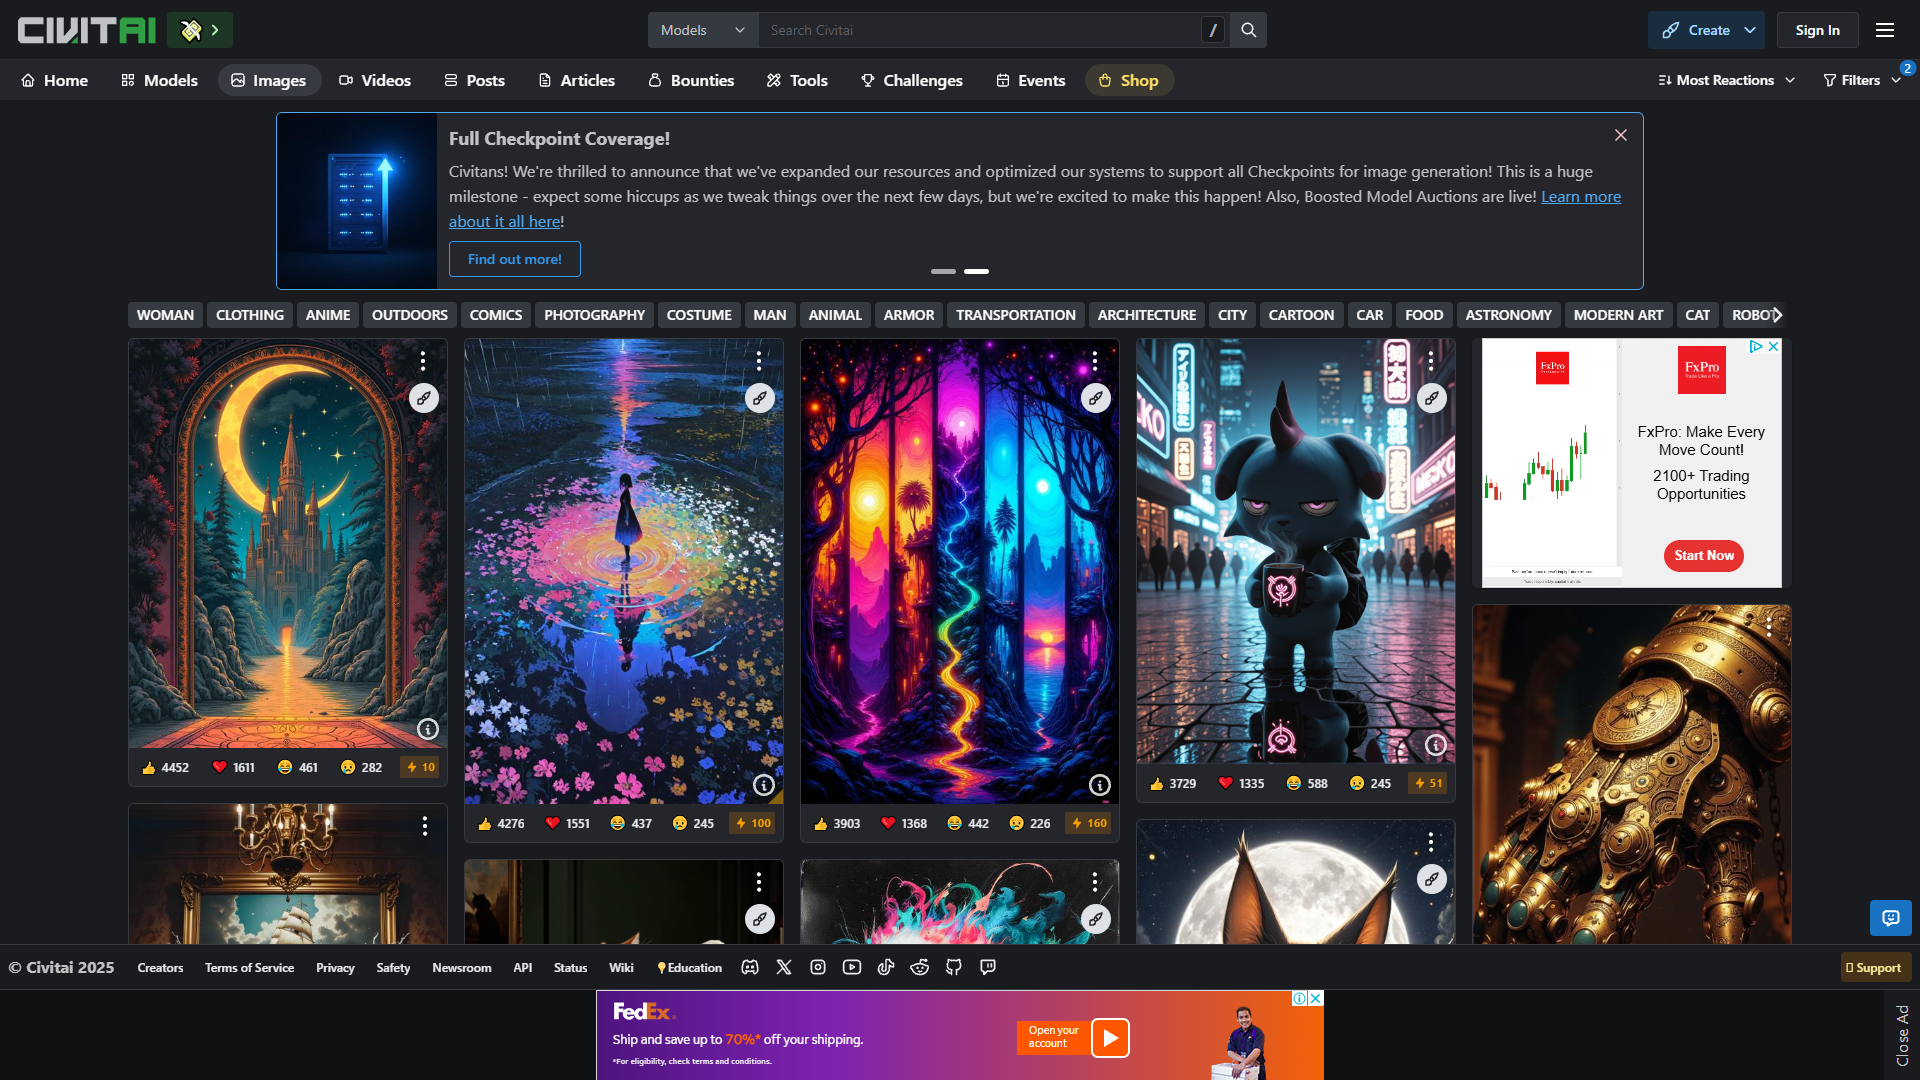 CIVITAI
Models
Search Civitai
/
Create
Sign In
Home
Models
Images
Videos
Posts
Articles
Bounties
Tools
Challenges
Events
Shop
Most Reactions
Filters
2
Full Checkpoint Coverage!
Civitans! We're thrilled to announce that we've expanded our resources and optimized our systems to support all Checkpoints for image generation! This is a huge
milestone - expect some hiccups as we tweak things over the next few days, but we're excited to make this happen! Also, Boosted Model Auctions are live! Learn more
about it all here!
Find out more!
WOMAN
CLOTHING
ANIME
OUTDOORS
COMICS
PHOTOGRAPHY
COSTUME
MAN
ANIMAL
ARMOR
TRANSPORTATION
ARCHITECTURE
CITY
CARTOON
CAR
FOOD
ASTRONOMY
MODERN ART
CAT
ROBOT
FxPro
FxPro
Trade Like a Pro
FxPro: Make Every
Move Count!
2100+ Trading
Opportunities
Start Now
NEKO
4452 1611 461 282 10
4276 1551 437 245 100
3903 1368 442 226 160
3729 1335 588 245 51
© Civitai 2025
Creators
Terms of Service
Privacy
Safety
Newsroom
API
Status
Wiki
Education
Support
FedEx
Ship and save up to 70%* off your shipping.
*For eligibility, check terms and conditions.
Open your
account
Close Ad